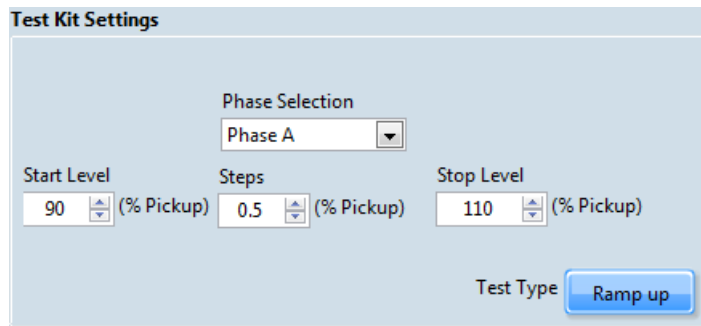 Test Kit Settings
Phase Selection
Phase A
Start Level
Steps
Stop Level
90 (% Pickup)
0.5 (% Pickup)
110 (% Pickup)
Test Type Ramp up